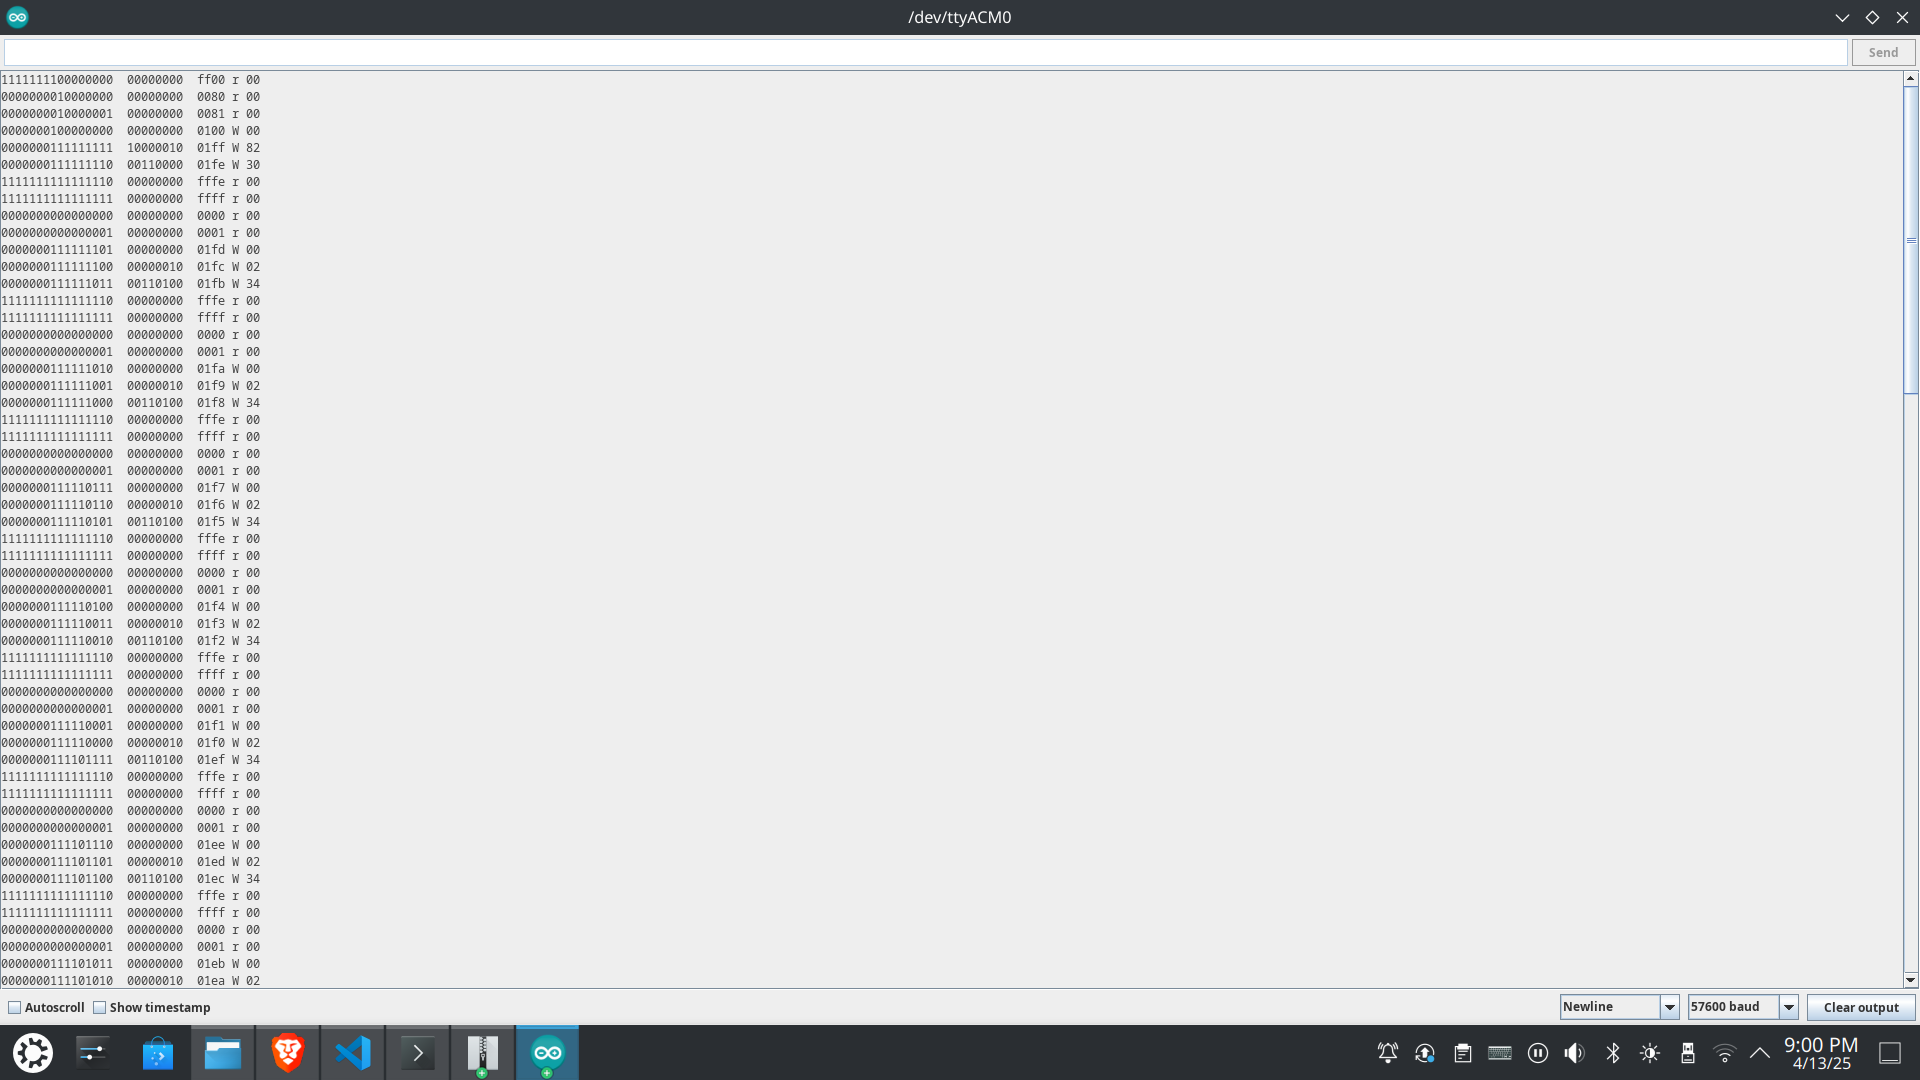 /dev/ttyACM0
Send
1111111100000000  00000000  ff00 r 00
0000000010000000  00000000  0080 r 00
0000000010000001  00000000  0081 r 00
0000000100000000  00000000  0100 W 00
0000000111111111  10000010  01ff W 82
0000000111111110  00110000  01fe W 30
1111111111111110  00000000  fffe r 00
1111111111111111  00000000  ffff r 00
0000000000000000  00000000  0000 r 00
0000000000000001  00000000  0001 r 00
0000000111111101  00000000  01fd W 00
0000000111111100  00000010  01fc W 02
0000000111111011  00110100  01fb W 34
1111111111111110  00000000  fffe r 00
1111111111111111  00000000  ffff r 00
0000000000000000  00000000  0000 r 00
0000000000000001  00000000  0001 r 00
0000000111111010  00000000  01fa W 00
0000000111111001  00000010  01f9 W 02
0000000111111000  00110100  01f8 W 34
1111111111111110  00000000  fffe r 00
1111111111111111  00000000  ffff r 00
0000000000000000  00000000  0000 r 00
0000000000000001  00000000  0001 r 00
0000000111110111  00000000  01f7 W 00
0000000111110110  00000010  01f6 W 02
0000000111110101  00110100  01f5 W 34
1111111111111110  00000000  fffe r 00
1111111111111111  00000000  ffff r 00
0000000000000000  00000000  0000 r 00
0000000000000001  00000000  0001 r 00
0000000111110100  00000000  01f4 W 00
0000000111110011  00000010  01f3 W 02
0000000111110010  00110100  01f2 W 34
1111111111111110  00000000  fffe r 00
1111111111111111  00000000  ffff r 00
0000000000000000  00000000  0000 r 00
0000000000000001  00000000  0001 r 00
0000000111110001  00000000  01f1 W 00
0000000111110000  00000010  01f0 W 02
0000000111101111  00110100  01ef W 34
1111111111111110  00000000  fffe r 00
1111111111111111  00000000  ffff r 00
0000000000000000  00000000  0000 r 00
0000000000000001  00000000  0001 r 00
0000000111101110  00000000  01ee W 00
0000000111101101  00000010  01ed W 02
0000000111101100  00110100  01ec W 34
1111111111111110  00000000  fffe r 00
1111111111111111  00000000  ffff r 00
0000000000000000  00000000  0000 r 00
0000000000000001  00000000  0001 r 00
0000000111101011  00000000  01eb W 00
0000000111101010  00000010  01ea W 02
Autoscroll Show timestamp Newline 57600 baud Clear output
9:00 PM
4/13/25